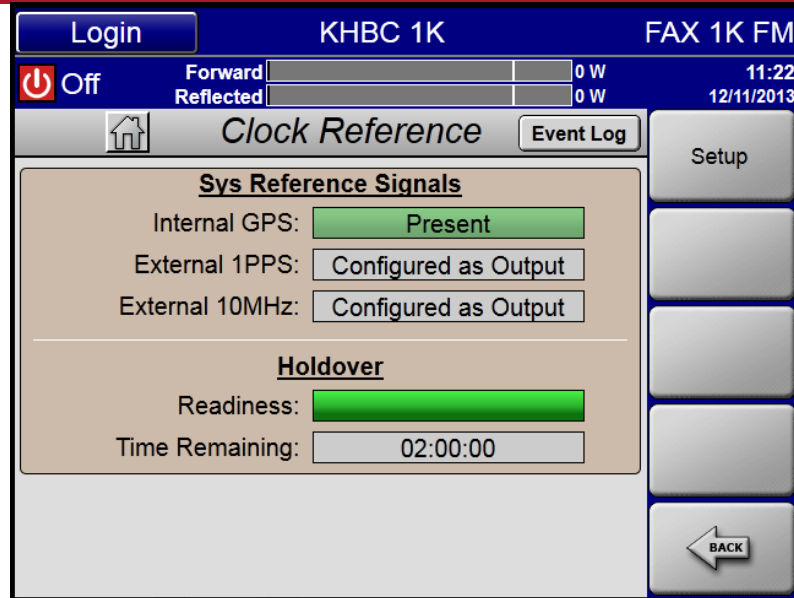 Login KHBC 1K FAX 1K FM
Off Forward 0 W 11:22
Reflected 0 W 12/11/2013
Clock Reference Event Log
Setup
Sys Reference Signals
Internal GPS: Present
External 1PPS: Configured as Output
External 10MHz: Configured as Output
Holdover
Readiness:
Time Remaining: 02:00:00
BACK